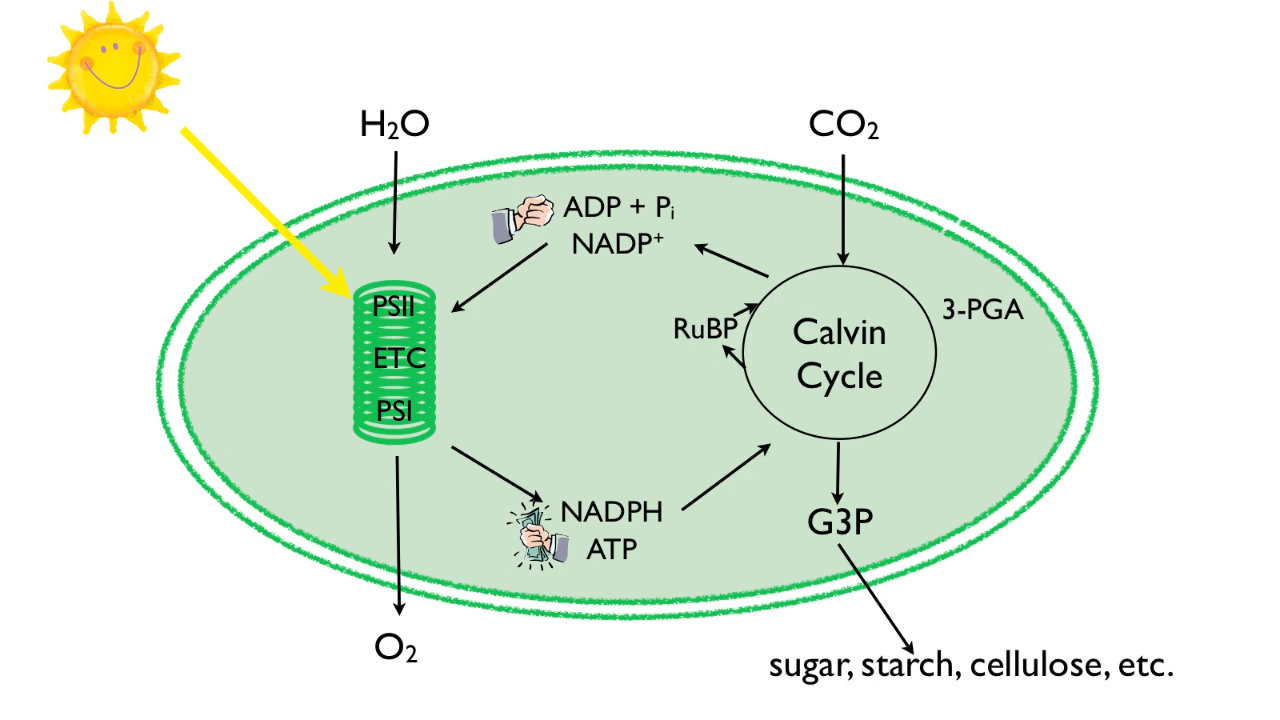 H₂O
CO₂
ADP + Pᵢ
NADP⁺
PSII
ETC
PSI
RuBP
Calvin
Cycle
3-PGA
NADPH
ATP
G3P
O₂
sugar, starch, cellulose, etc.